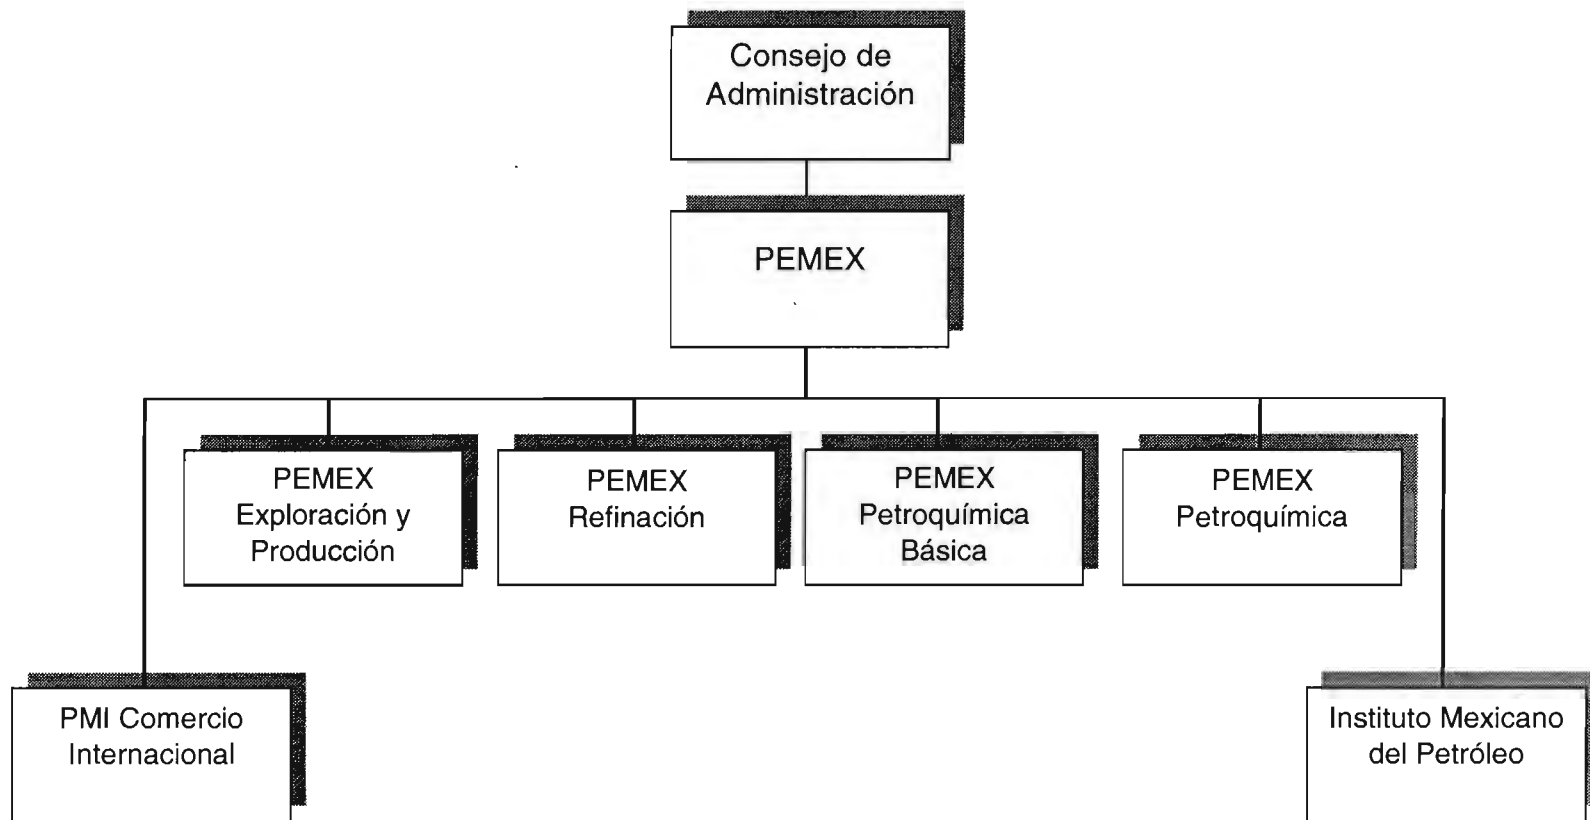 Consejo de
Administración
PEMEX
PEMEX
Exploración y
Producción
PEMEX
Refinación
PEMEX
Petroquímica
Básica
PEMEX
Petroquímica
PMI Comercio
Internacional
Instituto Mexicano
del Petróleo